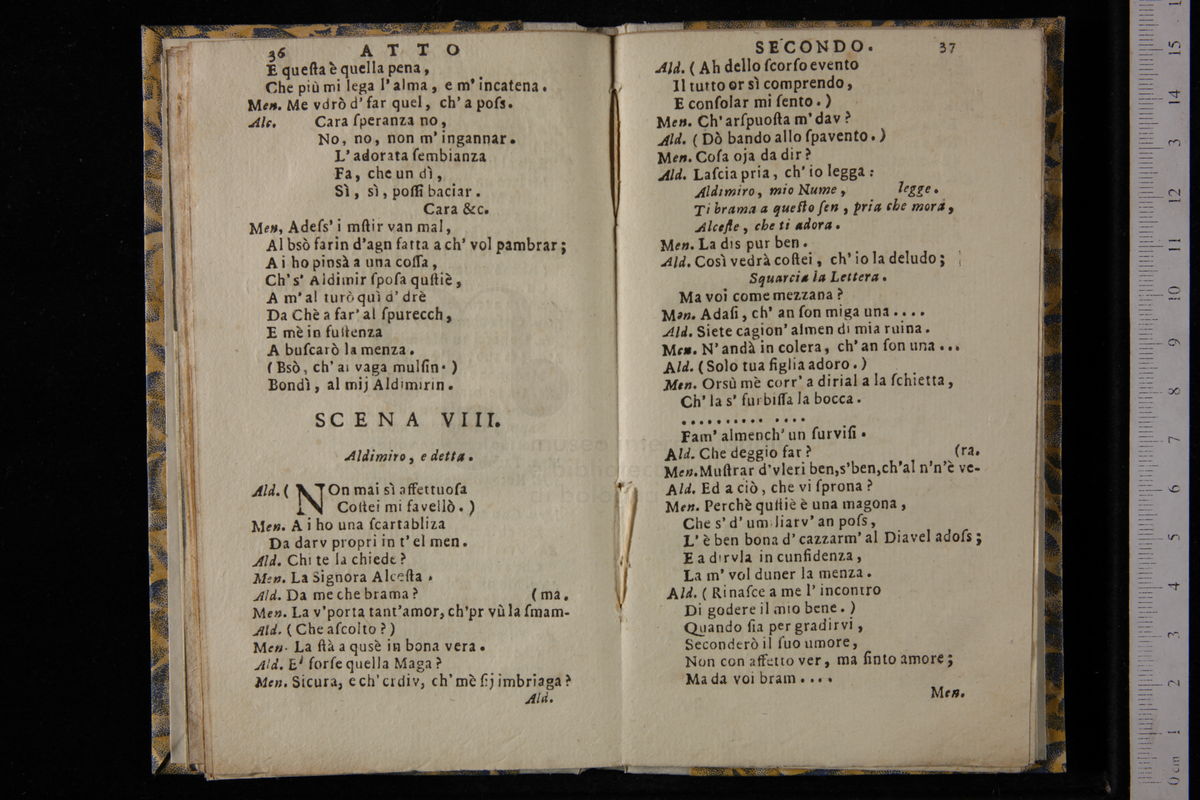 36 ATTO
E queſta è quella pena,
Che più mi lega l'alma, e m'incatena.
Men. Me vdrò d'far quel, ch'a poſs.
Alc. Cara ſperanza no,
No, no, non m'ingannar.
L'adorata ſembianza
Fa, che un dì,
Sì, sì, poſſi baciar.
Cara &c.
Men, Adeſs'i mſtir van mal,
Al bsò farin d'agn fatta a ch'vol pambrar;
A i ho pinsà a una coſſa,
Ch's' Aldimir ſpoſa quſtiè,
A m'al turò quì d'drè
Da Chè a far'al ſpurecch,
E mè in fuſtenza
A buſcarò la menza.
(Bsò, ch'ai vaga mulſin.)
Bondì, al mij Aldimirin.
SCENA VIII.
Aldimiro, e detta.
Ald. (NOn mai sì affettuoſa
Coſtei mi favellò.)
Men. A i ho una ſcartabliza
Da darv propri in t'el men.
Ald. Chi te la chiede?
Men. La Signora Alceſta.
Ald. Da me che brama? (ma.
Men. La v'porta tant'amor, ch'pr vù la ſmam-
Ald. (Che aſcolto?)
Men. La ſtà a qusè in bona vera.
Ald. E' forſe quella Maga?
Men. Sicura, e ch'crdiv, ch'mè ſij imbriaga?
Ald.
SECONDO. 37
Ald. (Ah dello ſcorſo evento
Il tutto or sì comprendo,
E conſolar mi ſento.)
Men. Ch'arſpuoſta m'dav?
Ald. (Dò bando allo ſpavento.)
Men. Coſa oja da dir?
Ald. Laſcia pria, ch'io legga:
Aldimiro, mio Nume, legge.
Ti brama a queſto ſen, pria che mora,
Alceſte, che ti adora.
Men. La dis pur ben.
Ald. Così vedrà coſtei, ch'io la deludo;
Squarcia la Lettera.
Ma voi come mezzana?
Men. Adaſi, ch'an ſon miga una....
Ald. Siete cagion'almen di mia ruina.
Men. N'andà in colera, ch'an ſon una...
Ald. (Solo tua figlia adoro.)
Men. Orsù mè corr'a dirial a la ſchietta,
Ch'la s'furbiſſa la bocca.
.......... ....
Fam'almench'un ſurviſi.
Ald. Che deggio far? (ra.
Men. Muſtrar d'vleri ben, s'ben, ch'al n'n'è ve-
Ald. Ed a ciò, che vi ſprona?
Men. Perchè quſtiè è una magona,
Che s'd'umiliarv'an poſs,
L'è ben bona d'cazzarm'al Diavel adoſs;
E a dirvla in cunfidenza,
La m'vol duner la menza.
Ald. (Rinaſce a me l'incontro
Di godere il mio bene.)
Quando ſia per gradirvi,
Seconderò il ſuo umore,
Non con affetto ver, ma finto amore;
Ma da voi bram....
Men.